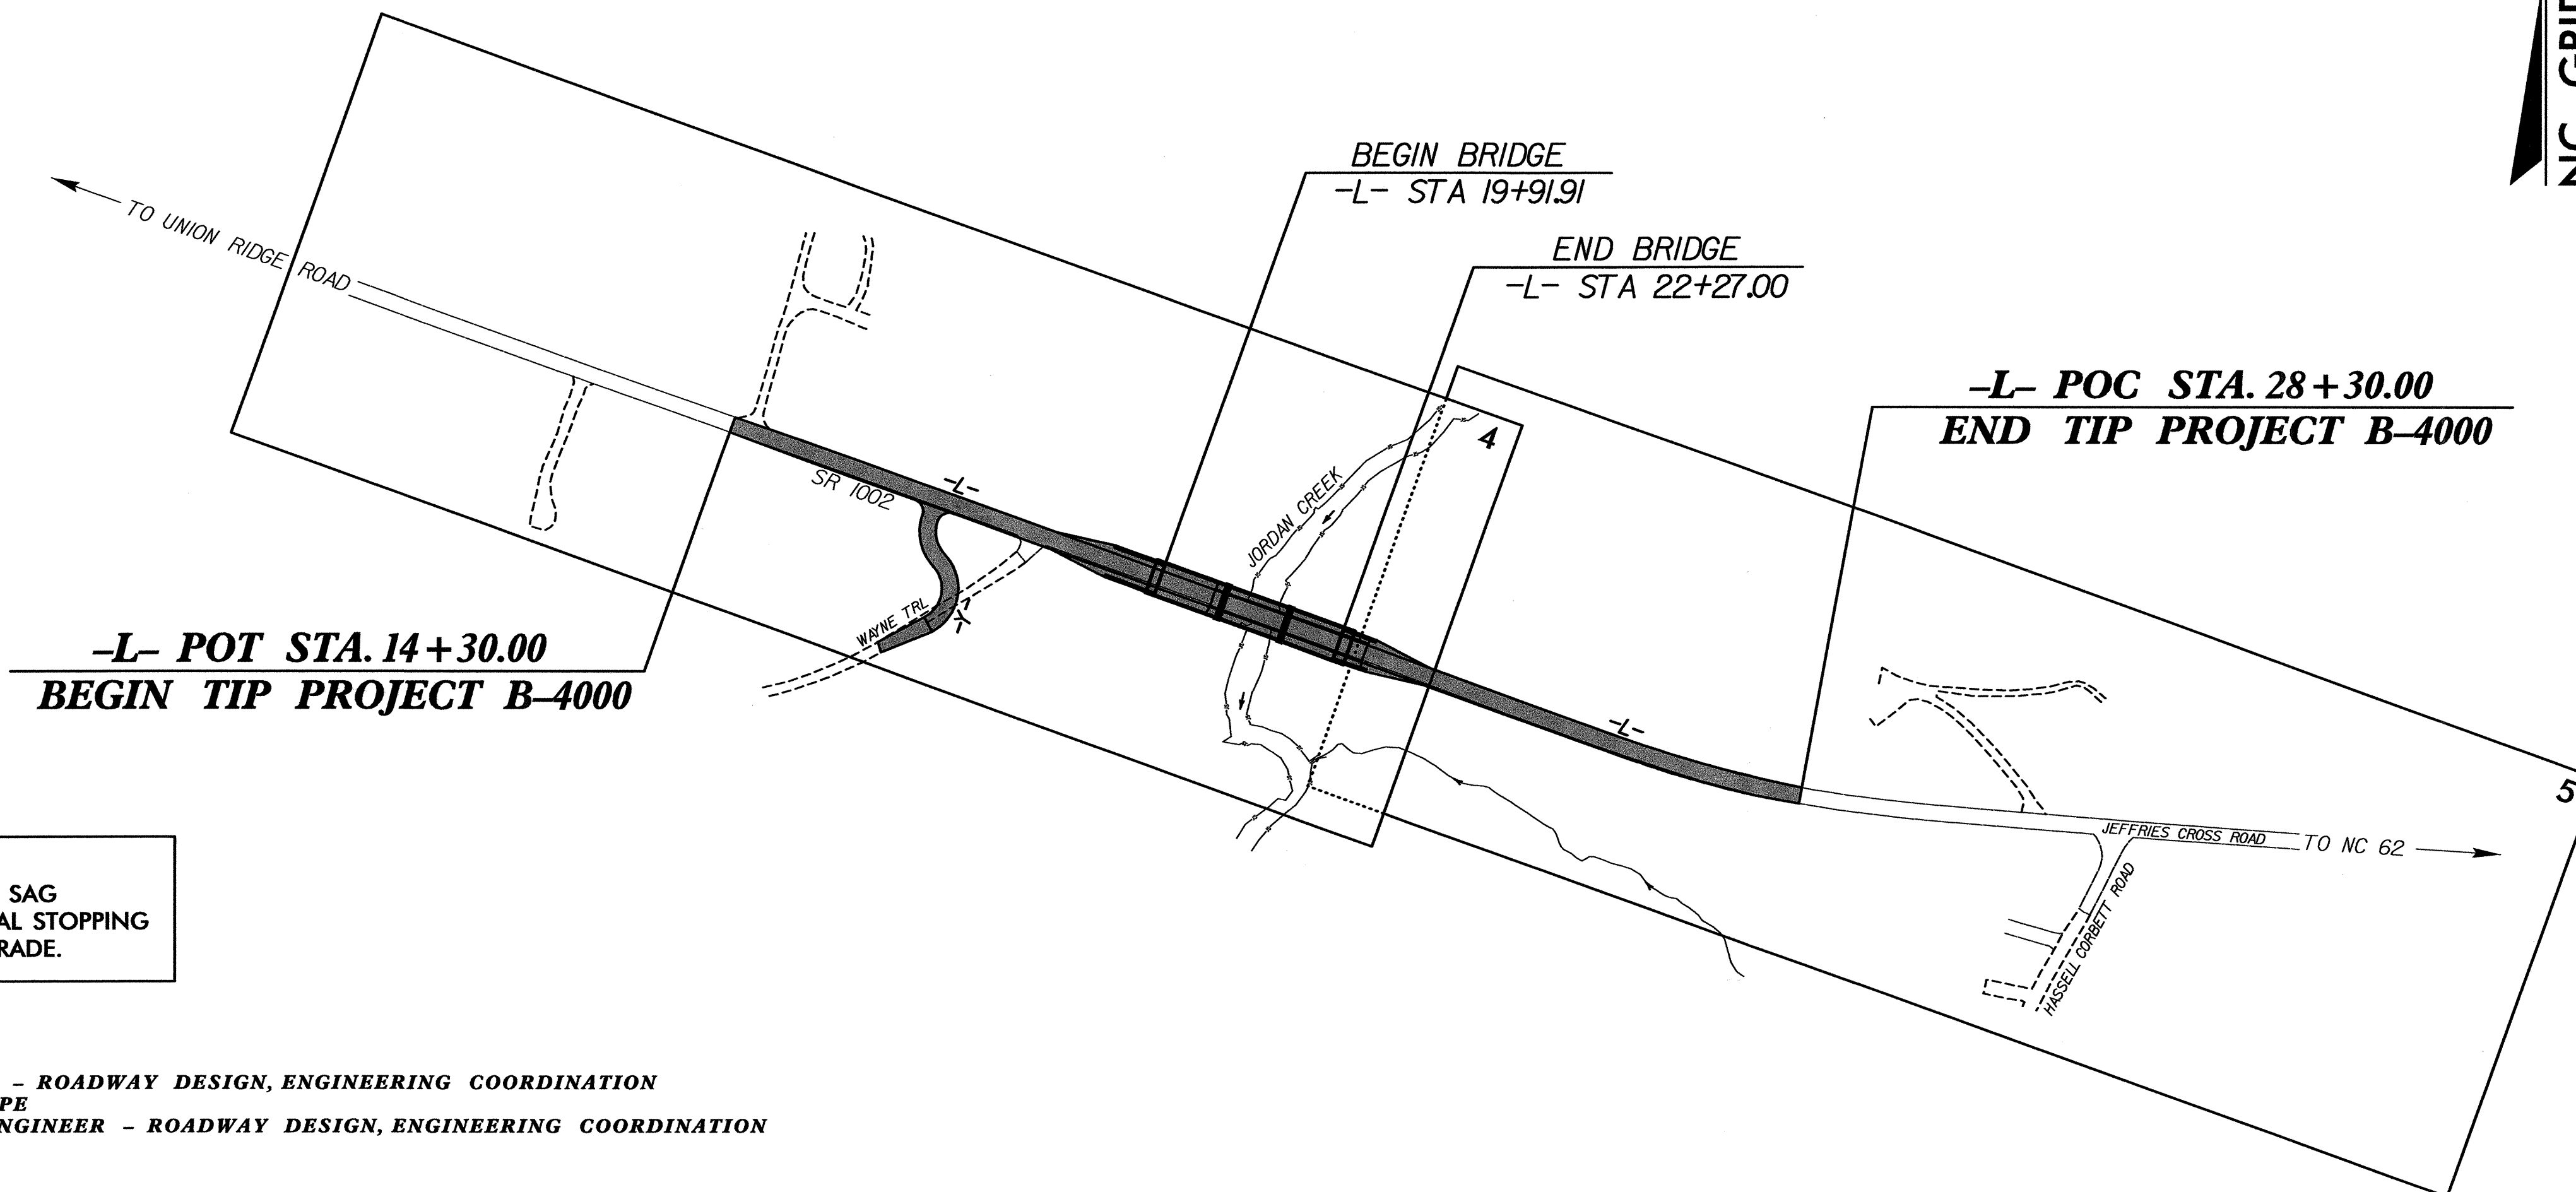 NC GRID
BEGIN BRIDGE
-L- STA 19+91.91
END BRIDGE
-L- STA 22+27.00
TO UNION RIDGE ROAD
-L- POC STA. 28+30.00
END TIP PROJECT B-4000
4
JORDAN CREEK
SR 1002
-L-
WAYNE TRL
-Y-
-L- POT STA. 14+30.00
BEGIN TIP PROJECT B-4000
-L-
5
JEFFRIES CROSS ROAD
TO NC 62
HASSELL CORBETT ROAD
SAG
AL STOPPING
RADE.
- ROADWAY DESIGN, ENGINEERING COORDINATION
PE
NGINEER - ROADWAY DESIGN, ENGINEERING COORDINATION